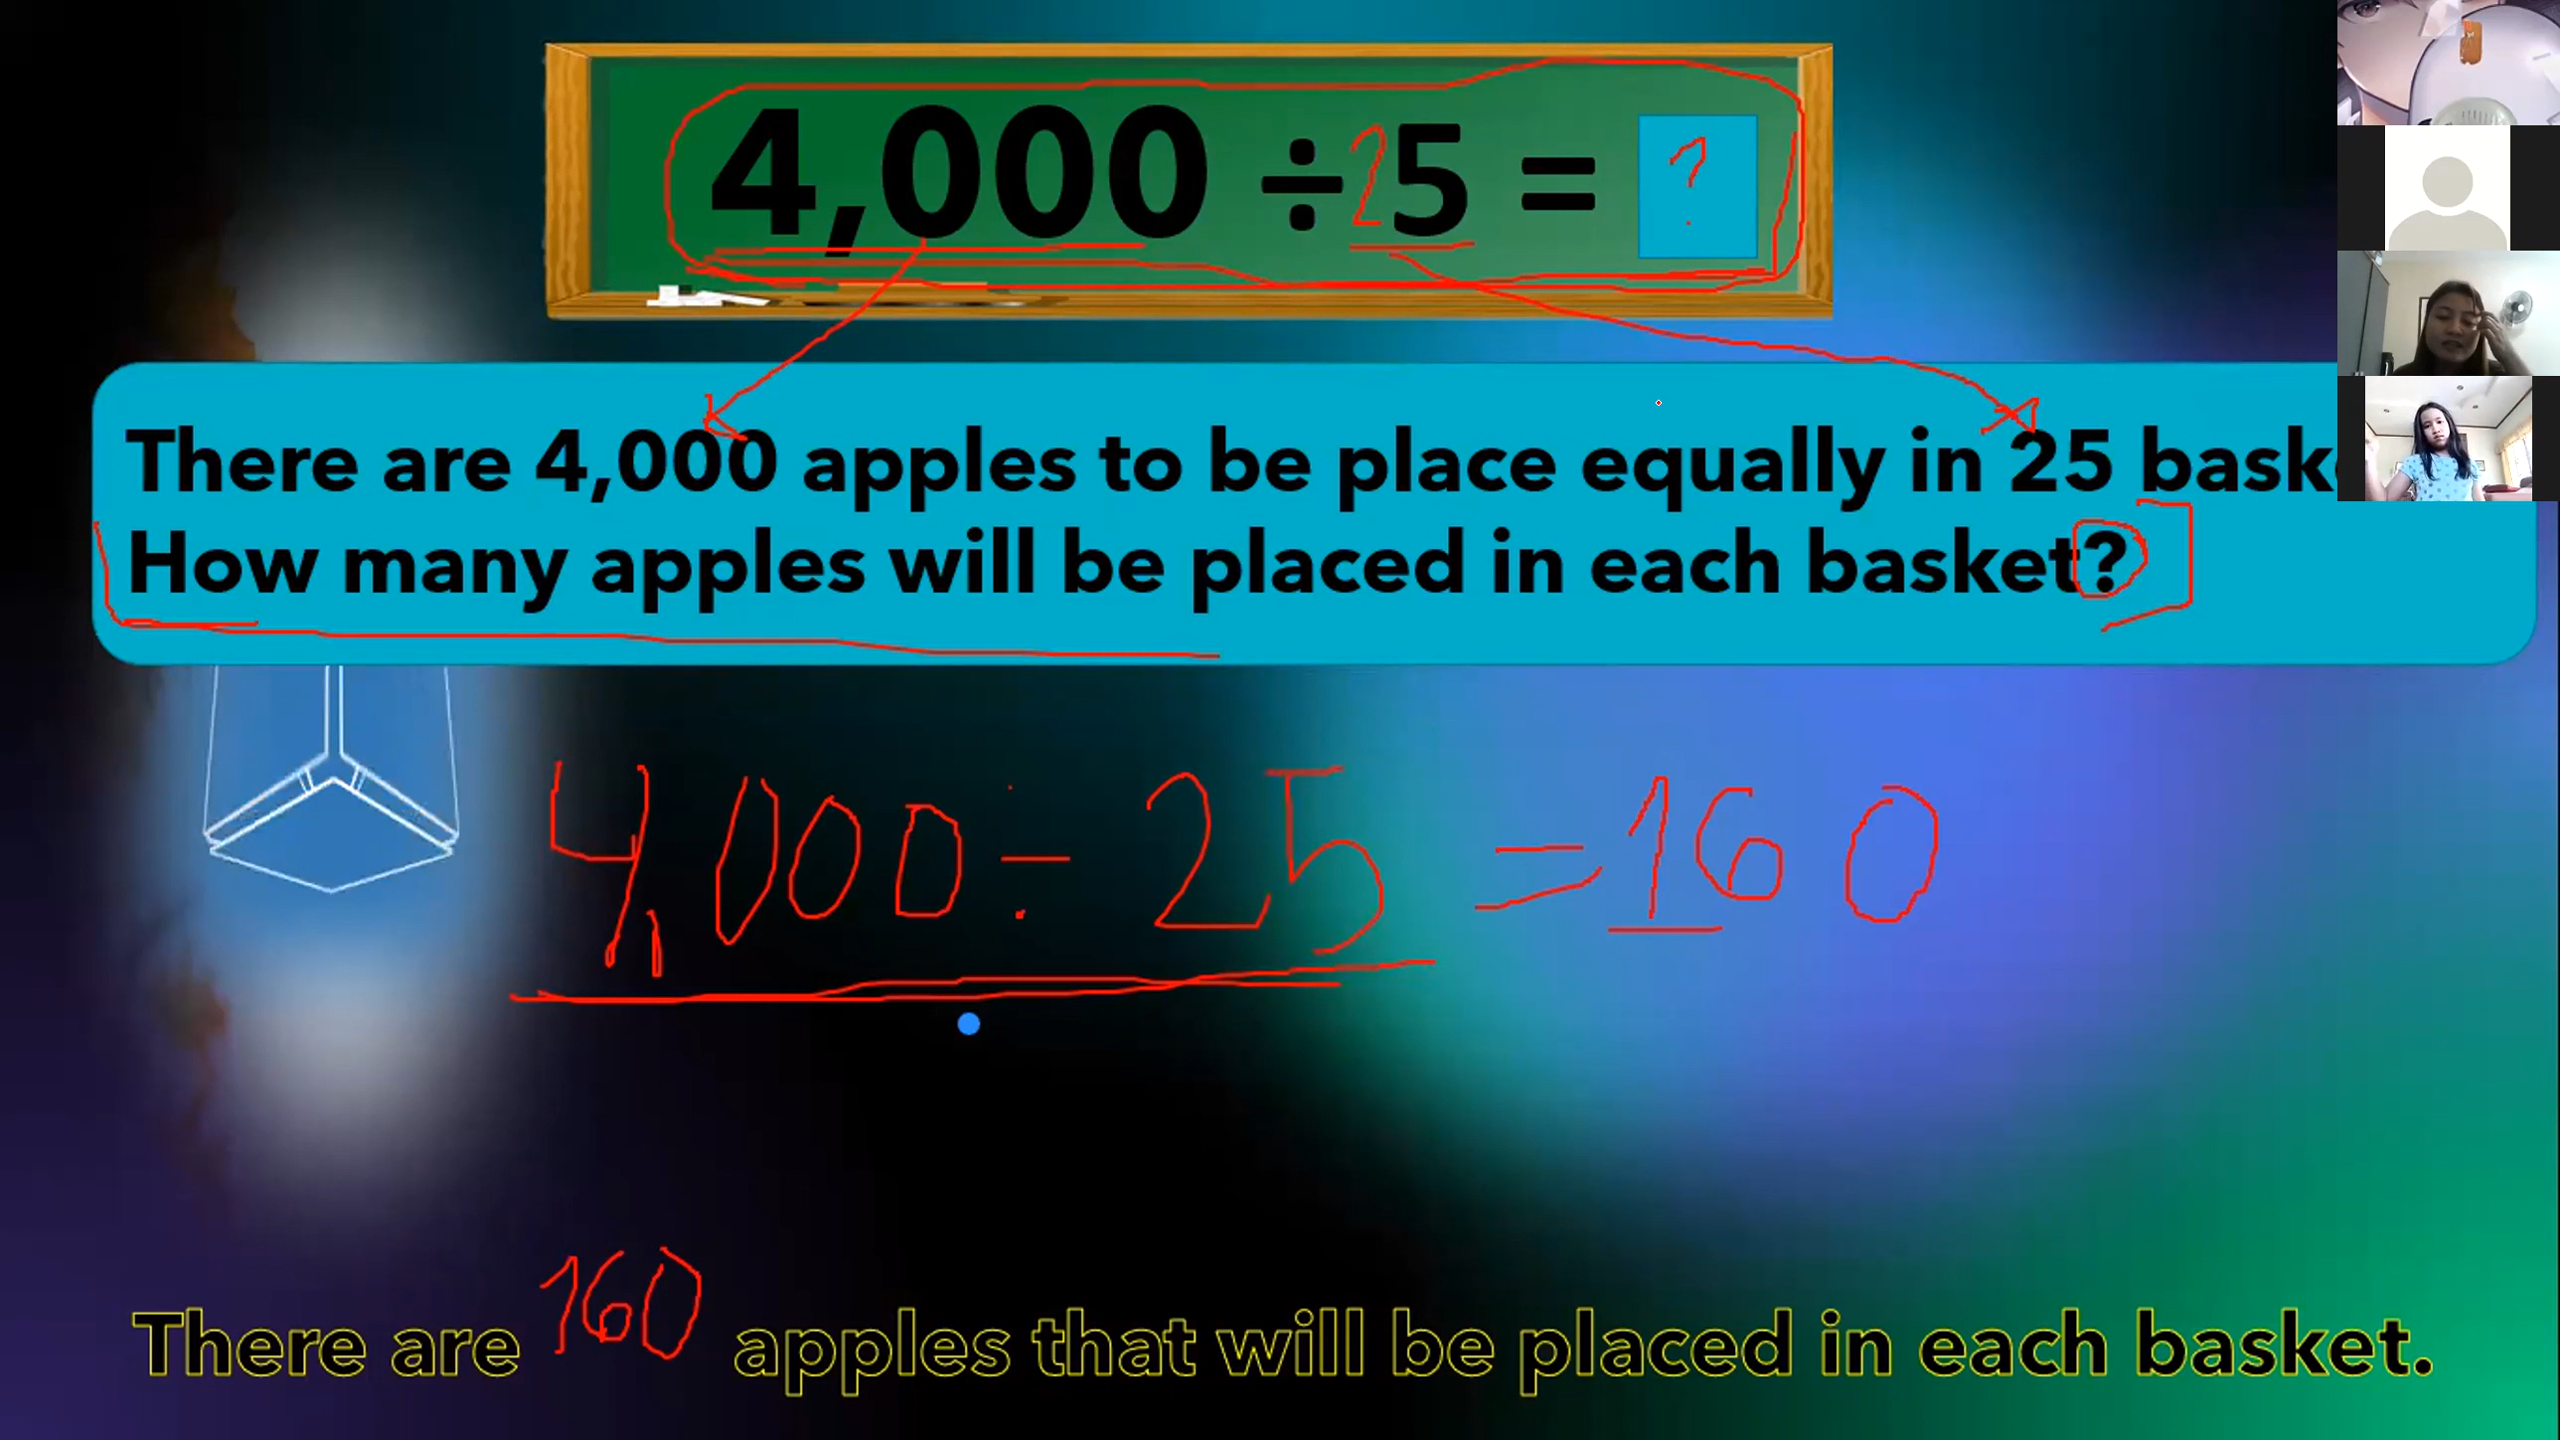 4,000 ÷ 25 = ?
There are 4,000 apples to be place equally in 25 bask
How many apples will be placed in each basket?
4,000 ÷ 25 = 160
There are 160 apples that will be placed in each basket.